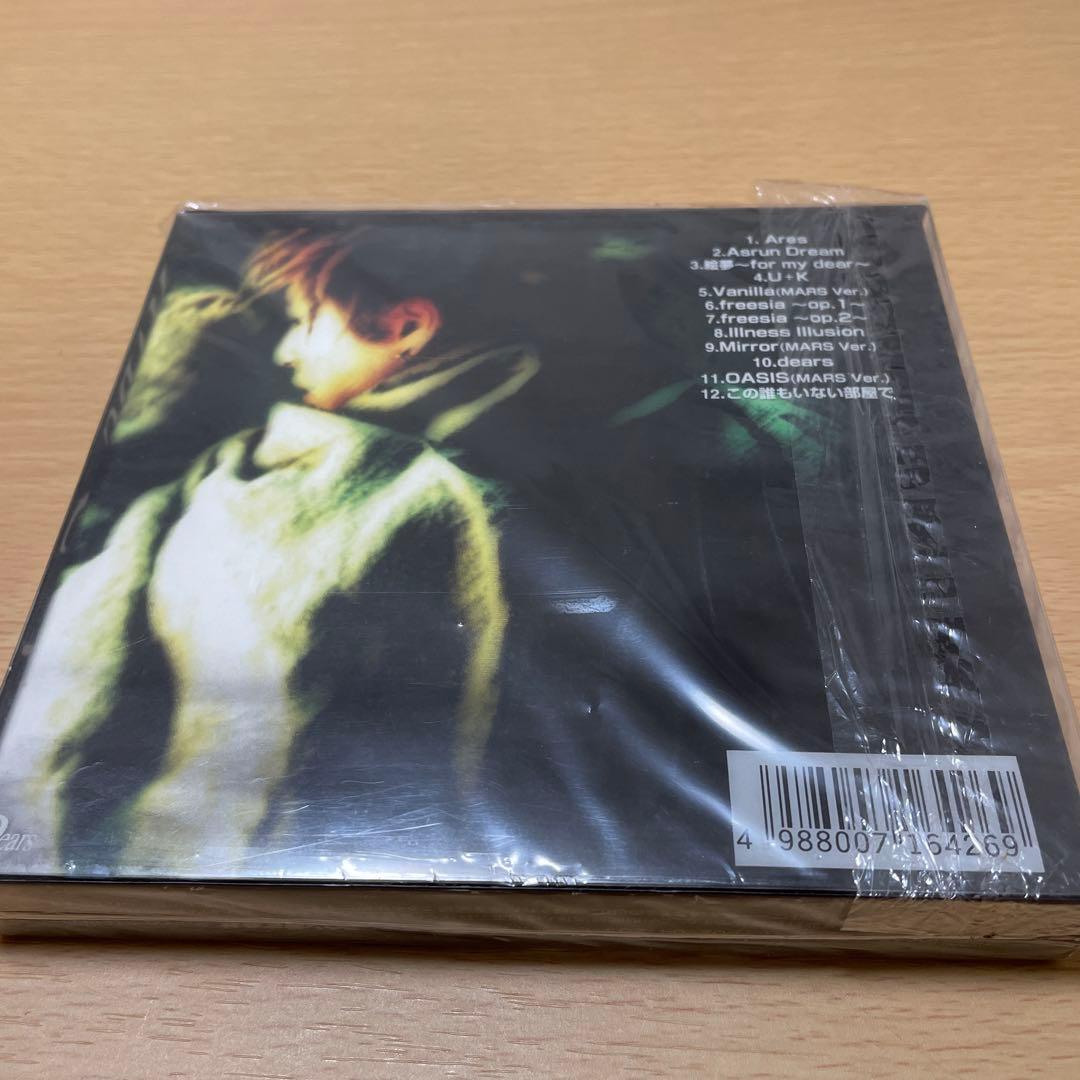 1. Ares
2.Asrun Dream
3.絵夢～for my dear～
4.U+K
5.Vanilla(MARS Ver.)
6.freesia ～op.1～
7.freesia ～op.2～
8.Illness Illusion
9.Mirror(MARS Ver.)
10.dears
11.OASIS(MARS Ver.)
12.この誰もいない部屋で
4 988007 164269
Dears